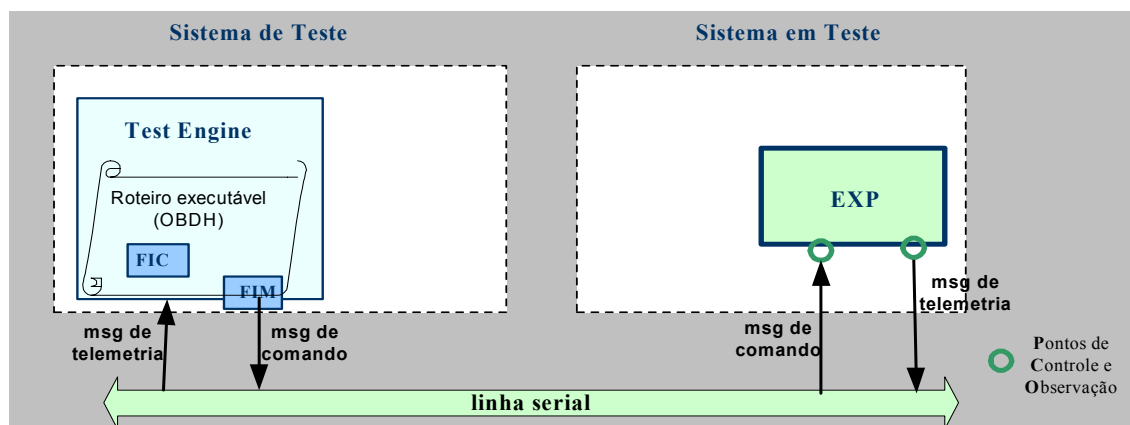 Sistema de Teste
Sistema em Teste
Test Engine
Roteiro executável
(OBDH)
FIC
FIM
EXP
msg de
telemetria
msg de
comando
msg de
comando
msg de
telemetria
Pontos de
Controle e
Observação
linha serial